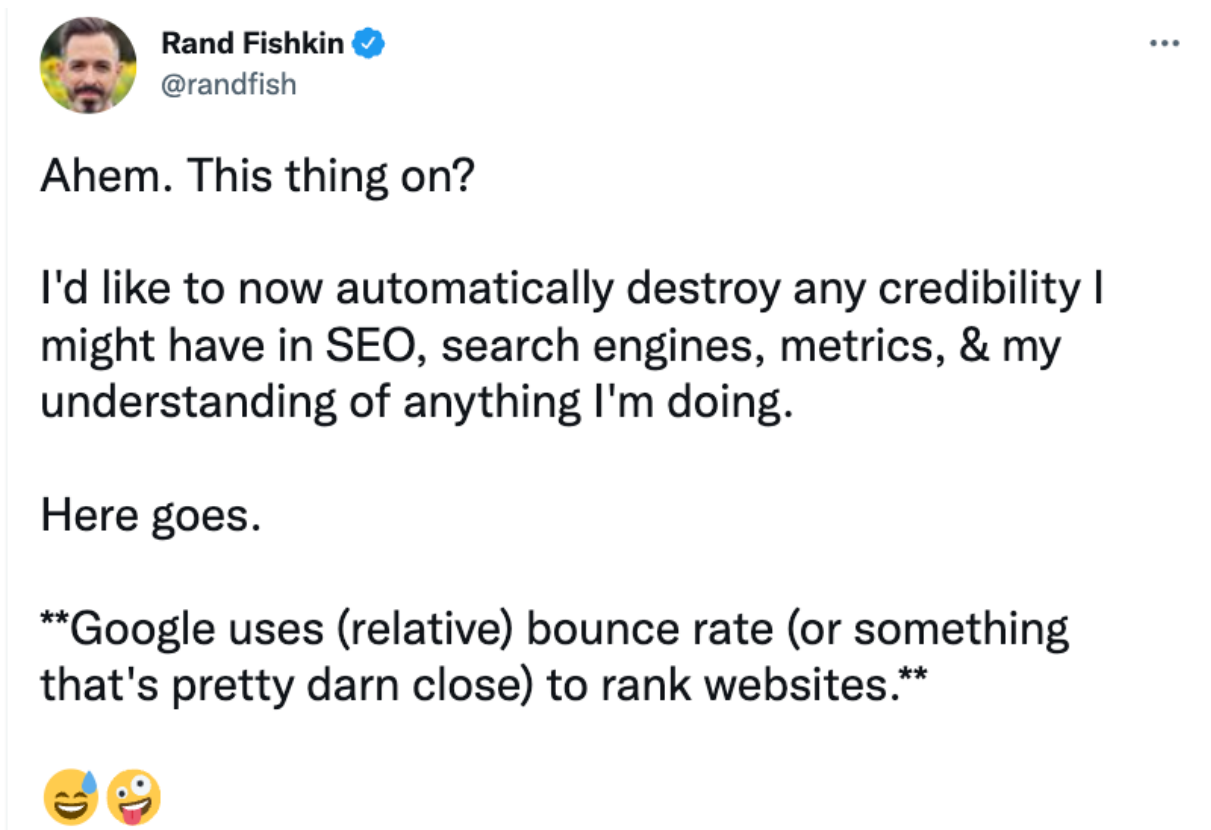 Rand Fishkin
@randfish
Ahem. This thing on?
I'd like to now automatically destroy any credibility I
might have in SEO, search engines, metrics, & my
understanding of anything I'm doing.
Here goes.
**Google uses (relative) bounce rate (or something
that's pretty darn close) to rank websites.**
😅🤪